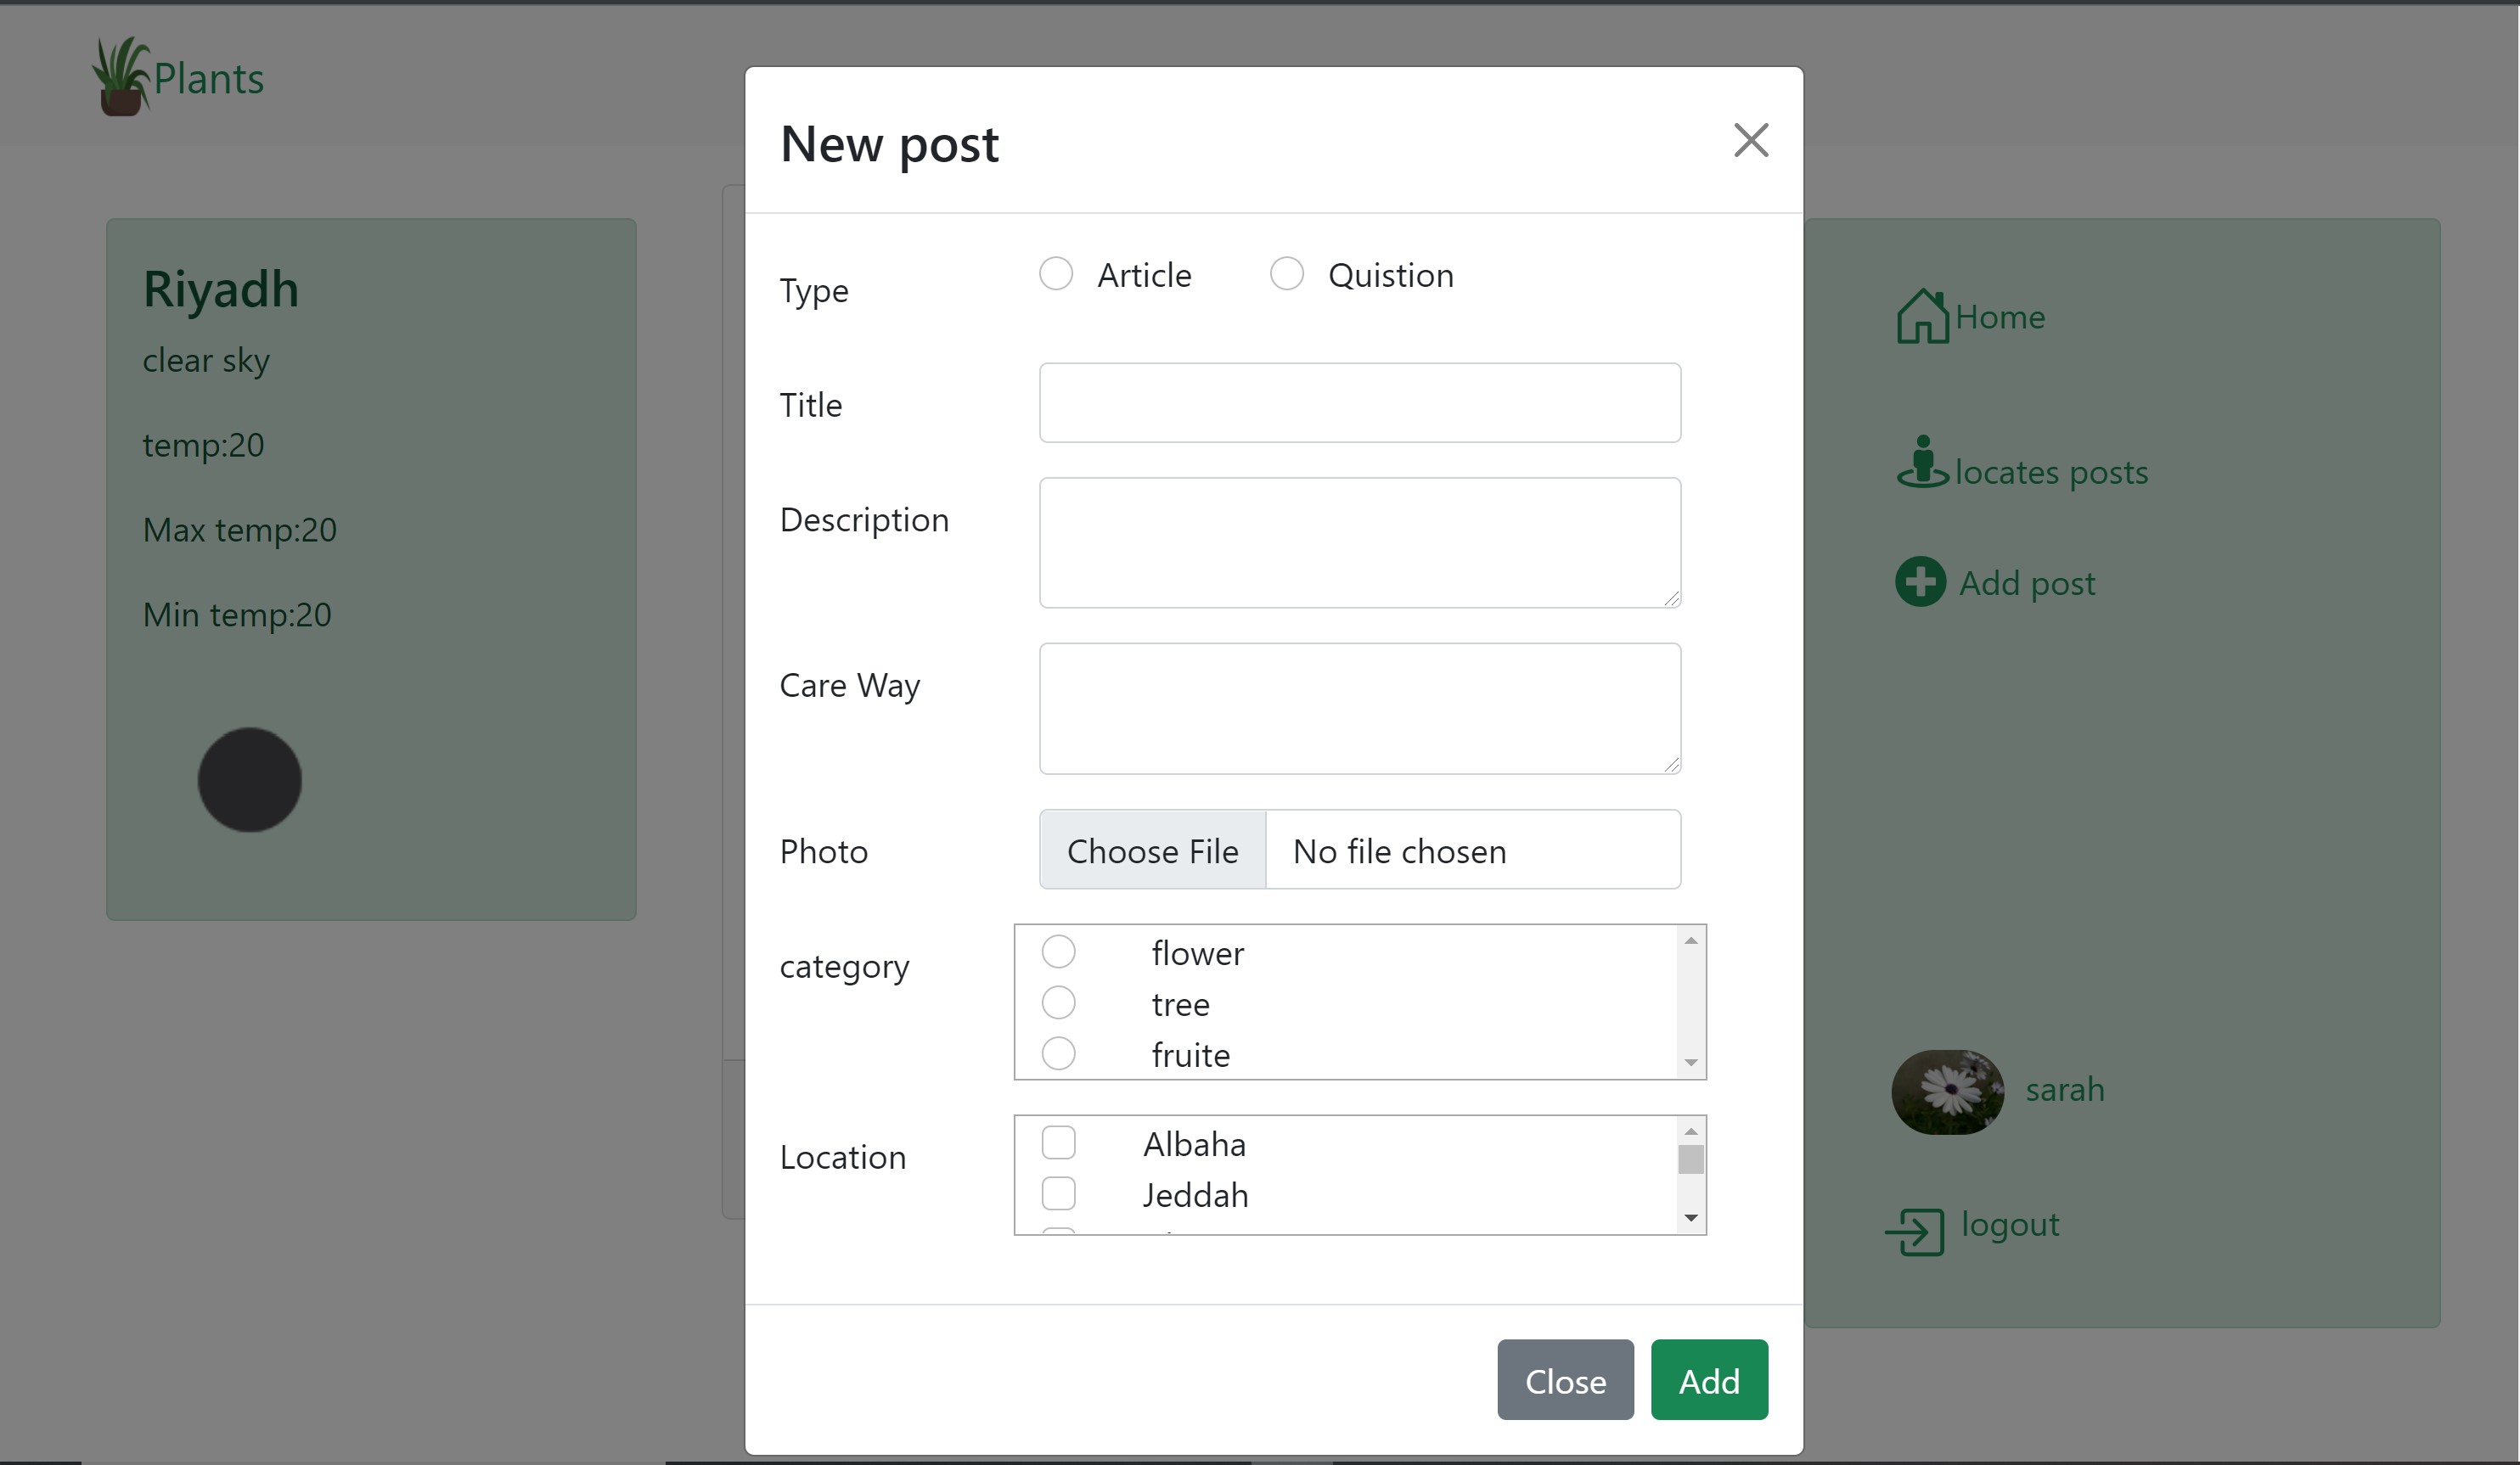 Plants
Riyadh
clear sky
temp:20
Max temp:20
Min temp:20
New post
Type
Article
Quistion
Title
Description
Care Way
Photo
Choose File
No file chosen
category
flower
tree
fruite
Location
Albaha
Jeddah
Close
Add
Home
locates posts
Add post
sarah
logout